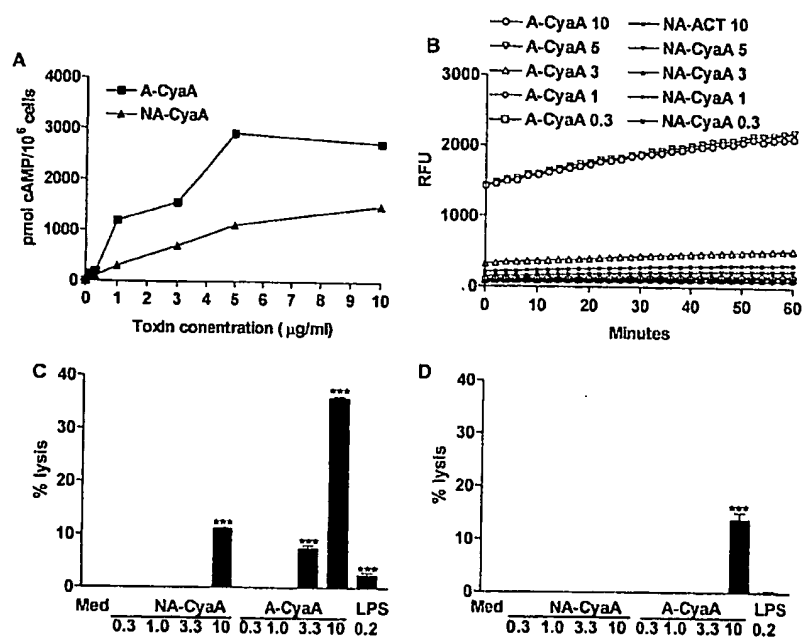 A
4000
3000
2000
1000
0
pmol cAMP/10⁶ cells
A-CyaA
NA-CyaA
0 1 2 3 4 5 6 7 8 9 10
Toxin conentration ( µg/ml)
B
A-CyaA 10
A-CyaA 5
A-CyaA 3
A-CyaA 1
A-CyaA 0.3
NA-ACT 10
NA-CyaA 5
NA-CyaA 3
NA-CyaA 1
NA-CyaA 0.3
3000
2000
1000
0
RFU
0 10 20 30 40 50 60
Minutes
C
40
30
20
10
0
% lysis
*** *** *** ***
Med NA-CyaA A-CyaA LPS
0.3 1.0 3.3 10 0.3 1.0 3.3 10 0.2
D
40
30
20
10
0
% lysis
***
Med NA-CyaA A-CyaA LPS
0.3 1.0 3.3 10 0.3 1.0 3.3 10 0.2